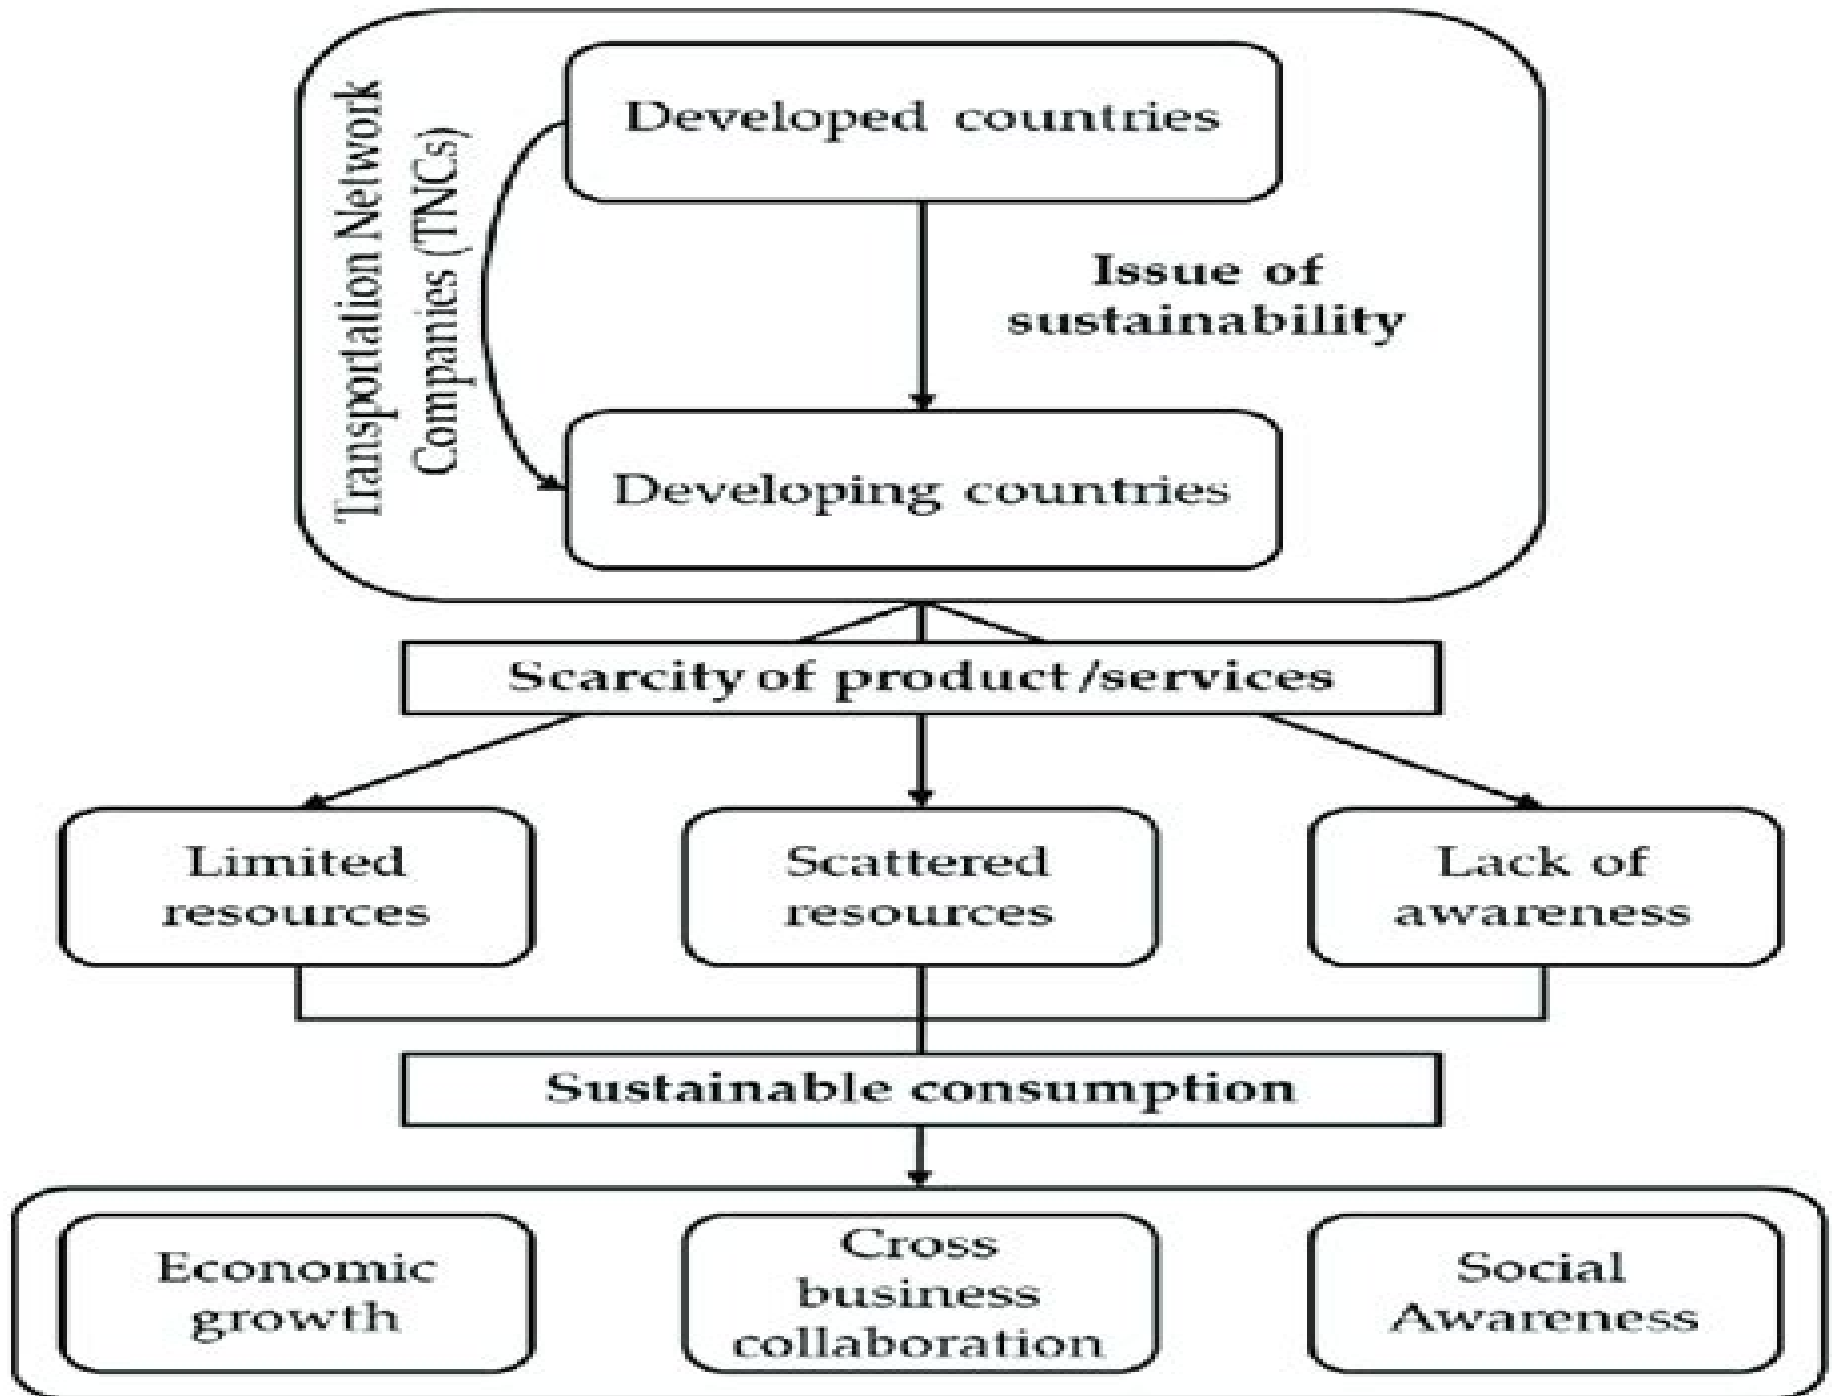 Developed countries
Transportation Network
Companies (TNCs)
Issue of
sustainability
Developing countries
Scarcity of product/services
Limited
resources
Scattered
resources
Lack of
awareness
Sustainable consumption
Economic
growth
Cross
business
collaboration
Social
Awareness